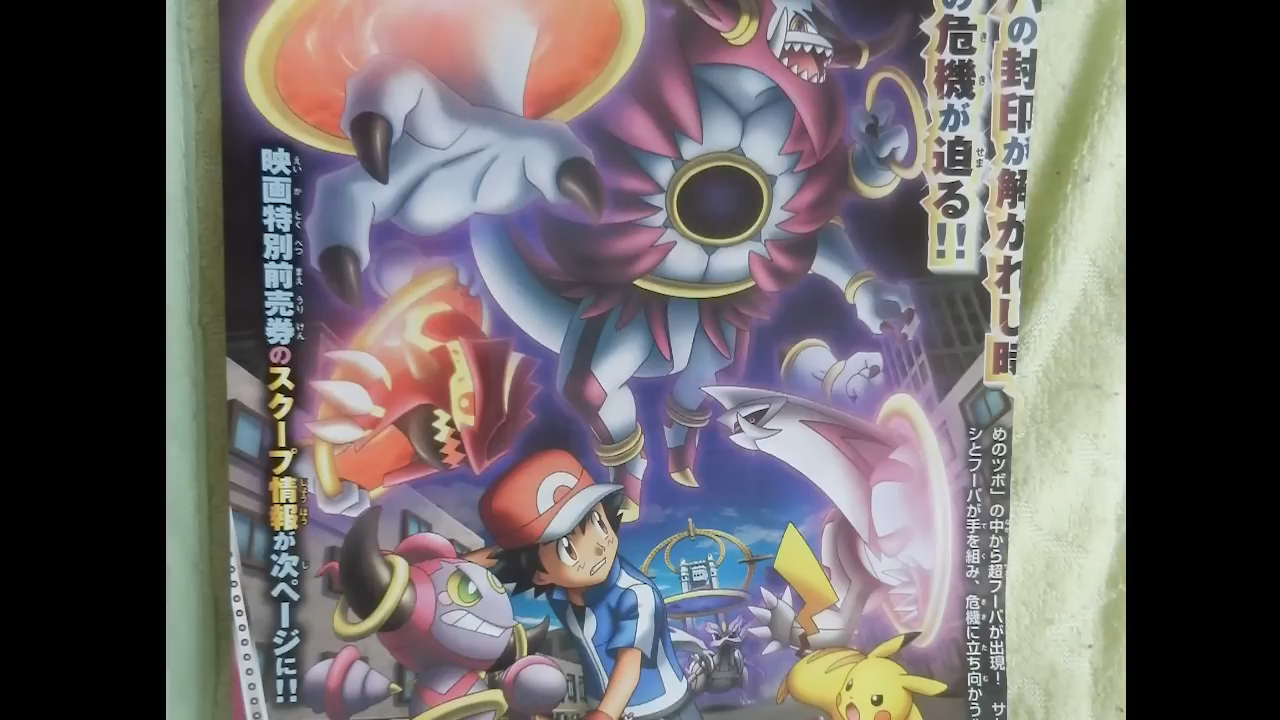 の封印が解かれし時
の危機が迫る!!
めのツボ」の中から超フーパが出現! サ
シとフーパが手を組み、危機に立ち向かう
映画特別前売券のスクープ情報が次ページに!!